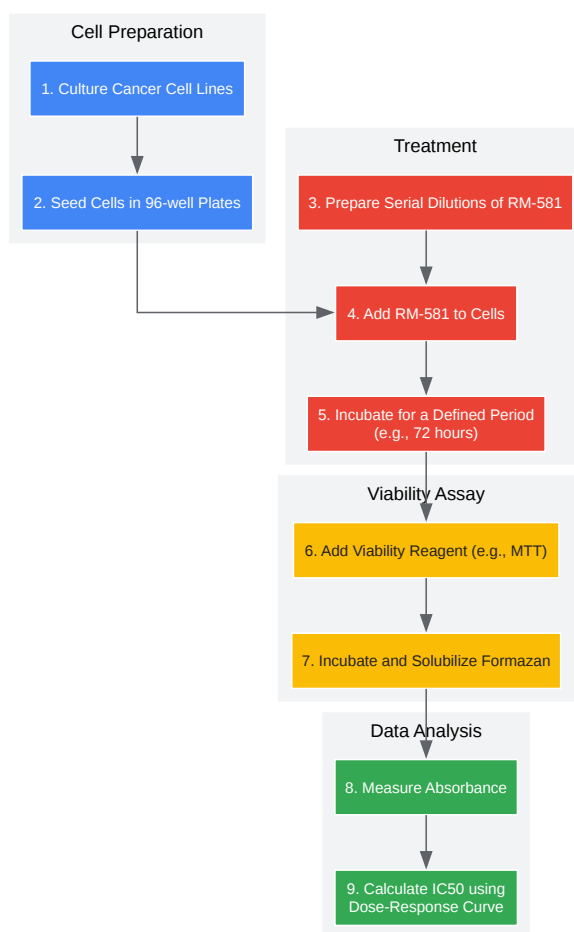 Cell Preparation
1. Culture Cancer Cell Lines
2. Seed Cells in 96-well Plates
Treatment
3. Prepare Serial Dilutions of RM-581
4. Add RM-581 to Cells
5. Incubate for a Defined Period
(e.g., 72 hours)
Viability Assay
6. Add Viability Reagent (e.g., MTT)
7. Incubate and Solubilize Formazan
Data Analysis
8. Measure Absorbance
9. Calculate IC50 using
Dose-Response Curve